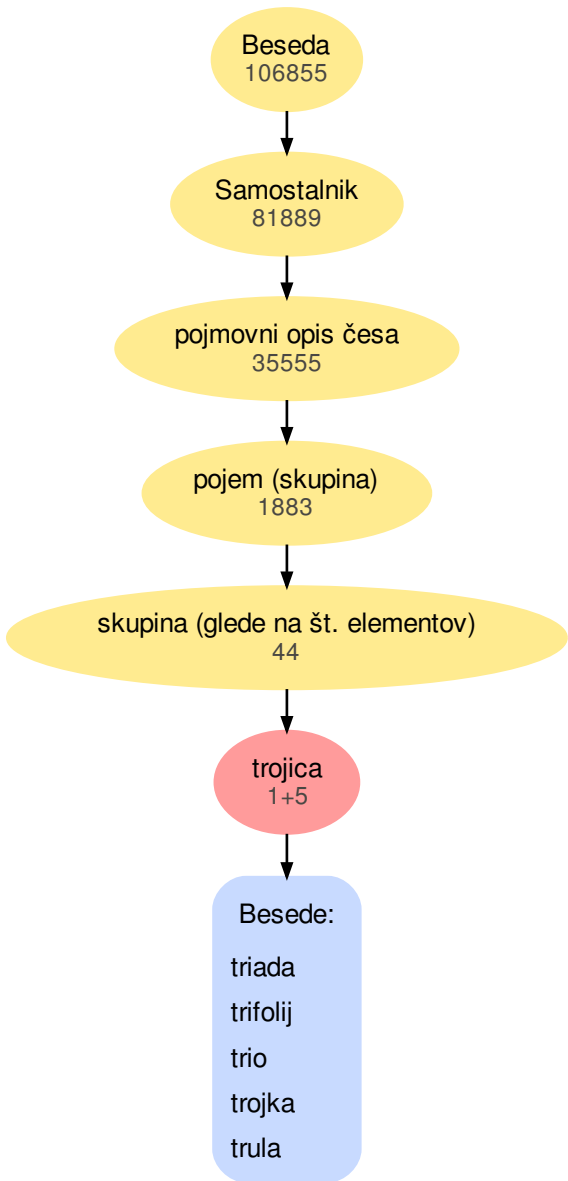 Beseda
106855
Samostalnik
81889
pojmovni opis česa
35555
pojem (skupina)
1883
skupina (glede na št. elementov)
44
trojica
1+5
Besede:
triada
trifolij
trio
trojka
trula